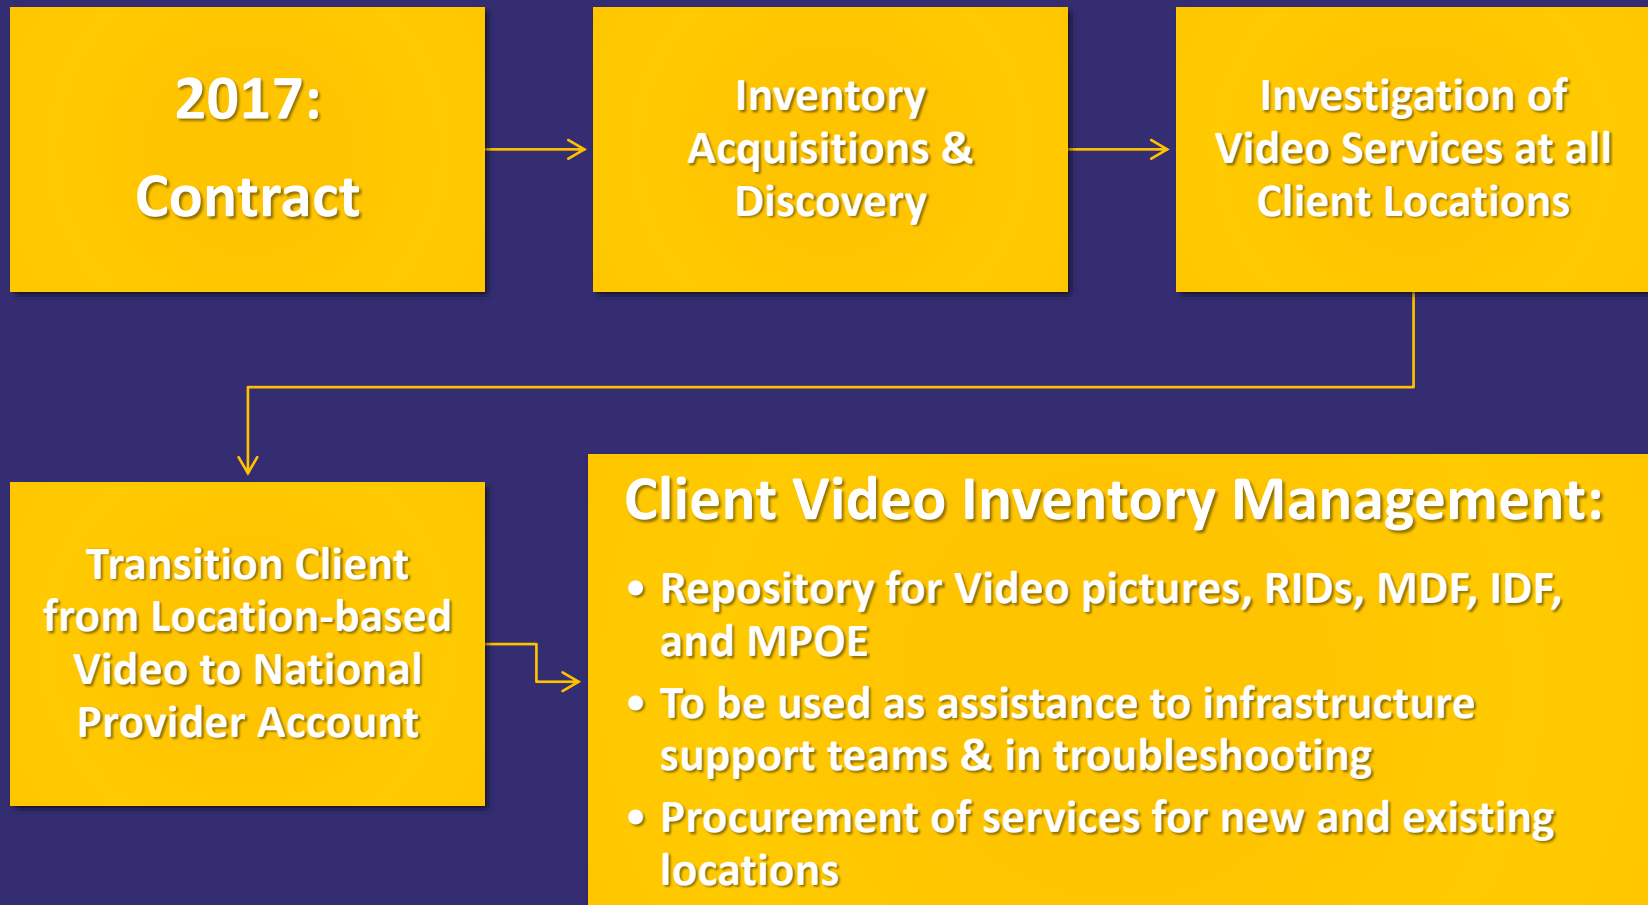 2017:
Contract
Inventory
Acquisitions &
Discovery
Investigation of
Video Services at all
Client Locations
Transition Client
from Location-based
Video to National
Provider Account
Client Video Inventory Management:
• Repository for Video pictures, RIDs, MDF, IDF,
and MPOE
• To be used as assistance to infrastructure
support teams & in troubleshooting
• Procurement of services for new and existing
locations